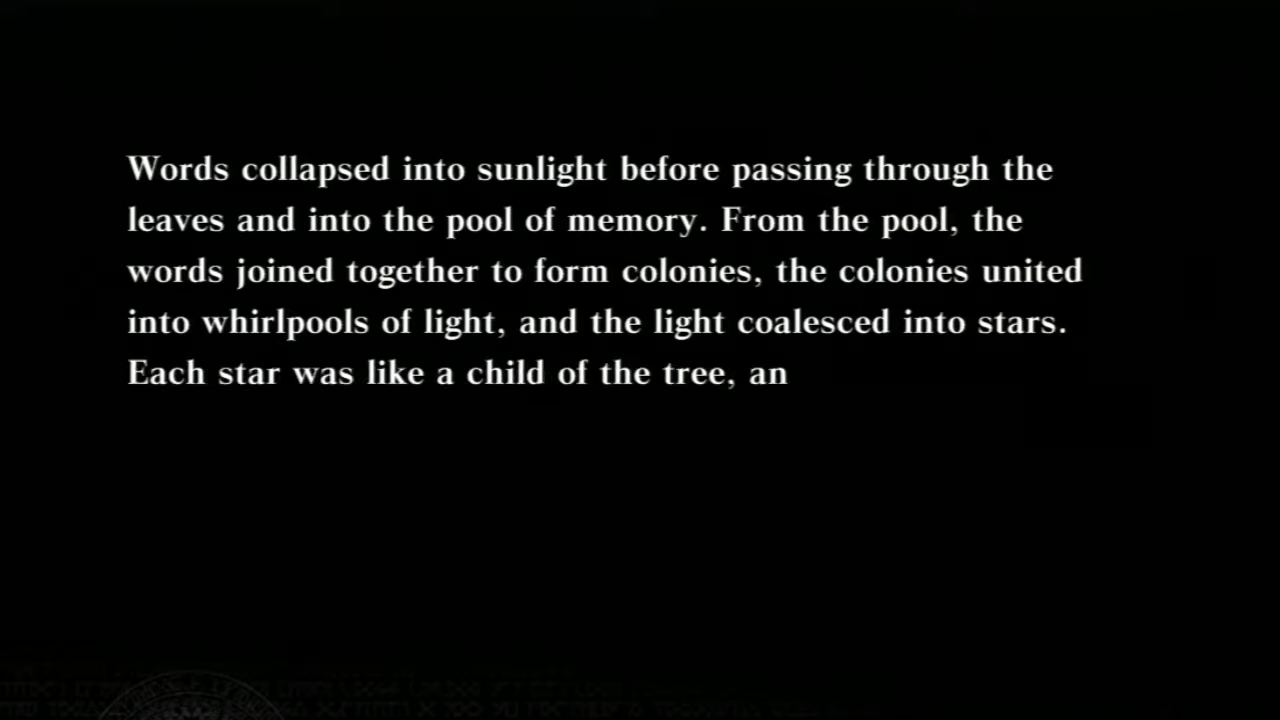 Words collapsed into sunlight before passing through the
leaves and into the pool of memory. From the pool, the
words joined together to form colonies, the colonies united
into whirlpools of light, and the light coalesced into stars.
Each star was like a child of the tree, an